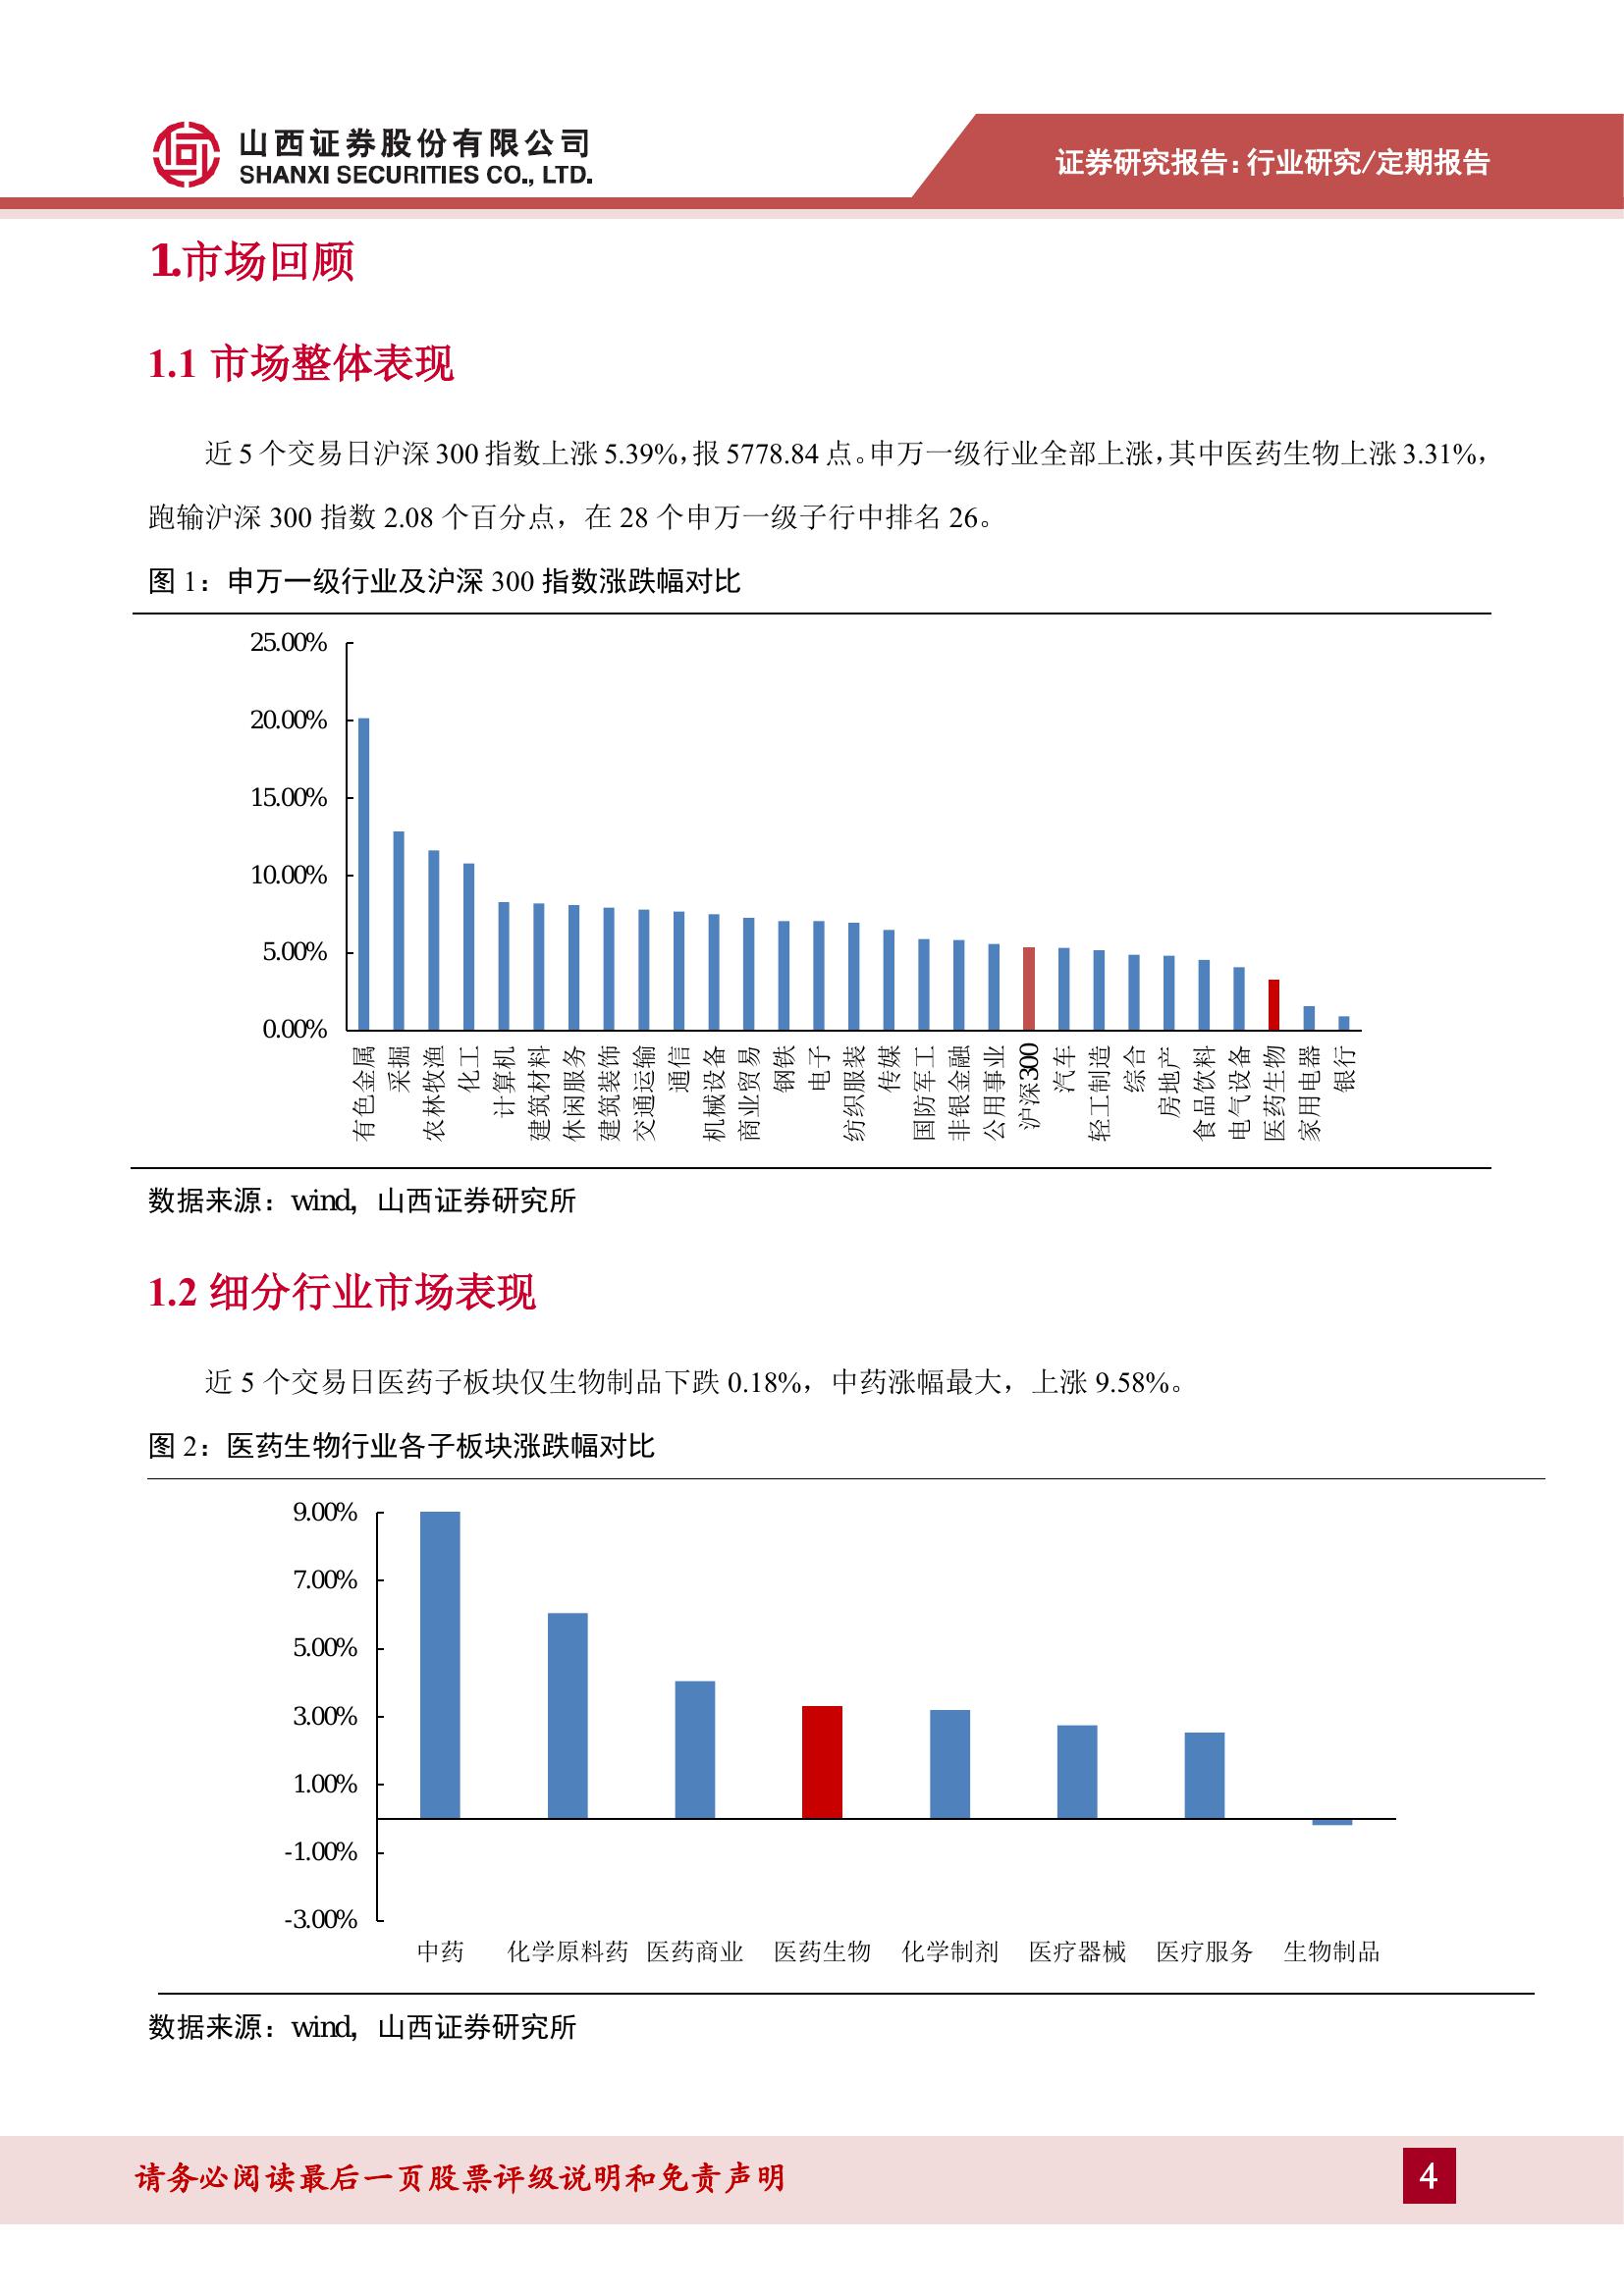 山西证券股份有限公司
SHANXI SECURITIES CO., LTD.
证券研究报告：行业研究/定期报告
1.市场回顾
1.1 市场整体表现
近 5 个交易日沪深 300 指数上涨 5.39%，报 5778.84 点。申万一级行业全部上涨，其中医药生物上涨 3.31%，
跑输沪深 300 指数 2.08 个百分点，在 28 个申万一级子行中排名 26。
图 1：申万一级行业及沪深 300 指数涨跌幅对比
25.00%
20.00%
15.00%
10.00%
5.00%
0.00%
有色金属
采掘
农林牧渔
化工
计算机
建筑材料
休闲服务
建筑装饰
交通运输
通信
机械设备
商业贸易
钢铁
电子
纺织服装
传媒
国防军工
非银金融
公用事业
沪深300
汽车
轻工制造
综合
房地产
食品饮料
电气设备
医药生物
家用电器
银行
数据来源：wind，山西证券研究所
1.2 细分行业市场表现
近 5 个交易日医药子板块仅生物制品下跌 0.18%，中药涨幅最大，上涨 9.58%。
图 2：医药生物行业各子板块涨跌幅对比
9.00%
7.00%
5.00%
3.00%
1.00%
-1.00%
-3.00%
中药 化学原料药 医药商业 医药生物 化学制剂 医疗器械 医疗服务 生物制品
数据来源：wind，山西证券研究所
请务必阅读最后一页股票评级说明和免责声明
4